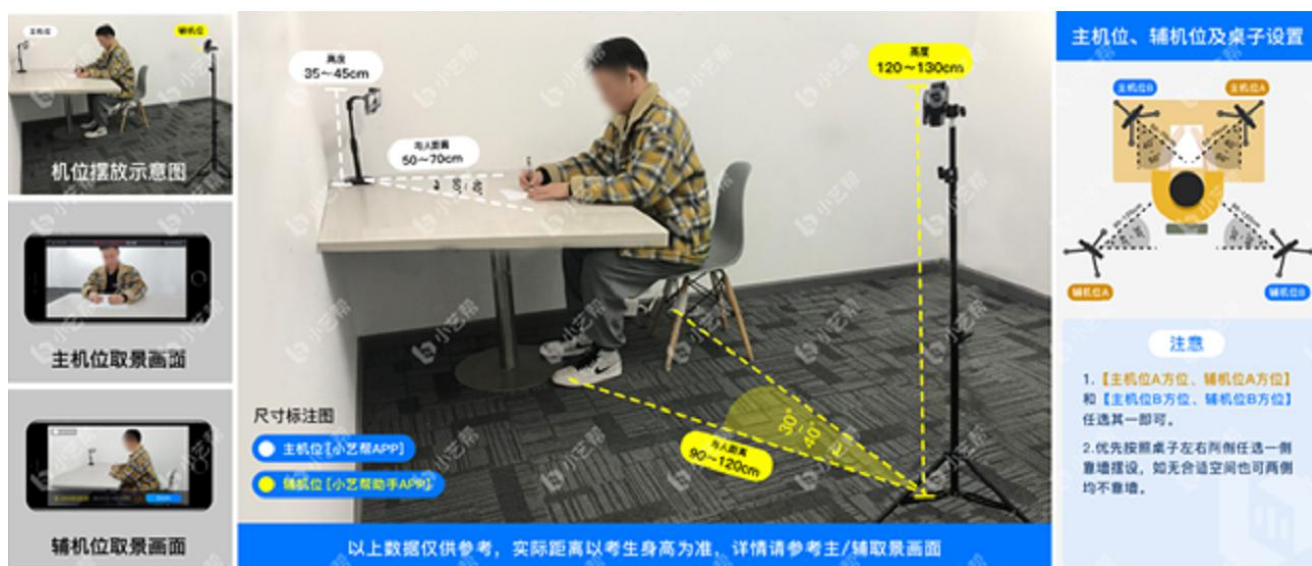 主机位
辅机位
机位摆放示意图
主机位取景画面
辅机位取景画面
高度
35～45cm
与人距离
50～70cm
高度
120～130cm
30°～40°
与人距离
90～120cm
尺寸标注图
主机位[小艺帮APP]
辅机位[小艺帮助手APP]
以上数据仅供参考，实际距离以考生身高为准，详情请参考主/辅取景画面
主机位、辅机位及桌子设置
主机位B
主机位A
辅机位A
辅机位B
注意
1.【主机位A方位、辅机位A方位】
和【主机位B方位、辅机位B方位】
任选其一即可。
2.优先按照桌子左右两侧任选一侧
靠墙摆设，如无合适空间也可两侧
均不靠墙。
小艺帮